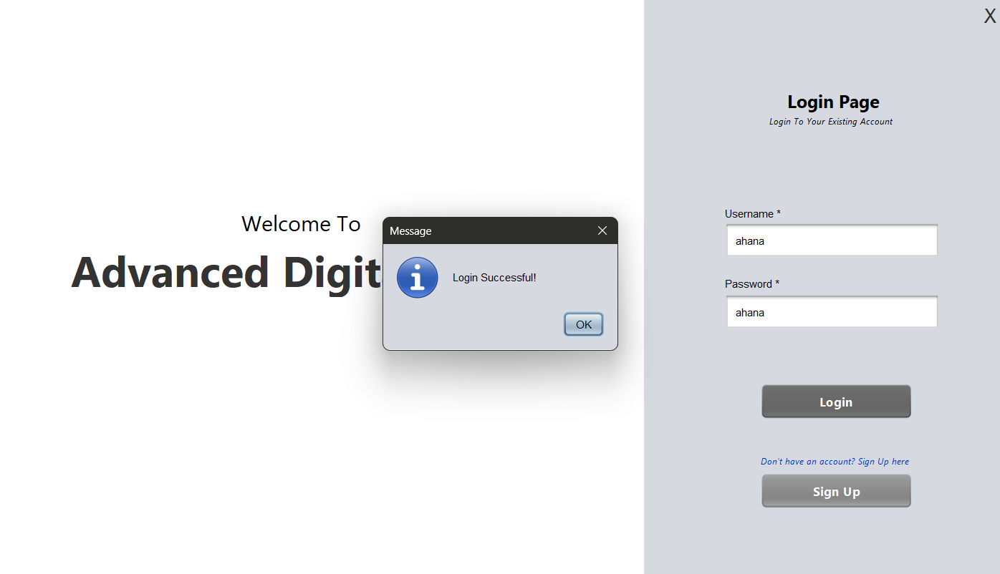 X
Welcome To
Advanced Digit
Message
Login Successful!
OK
Login Page
Login To Your Existing Account
Username *
ahana
Password *
ahana
Login
Don't have an account? Sign Up here
Sign Up